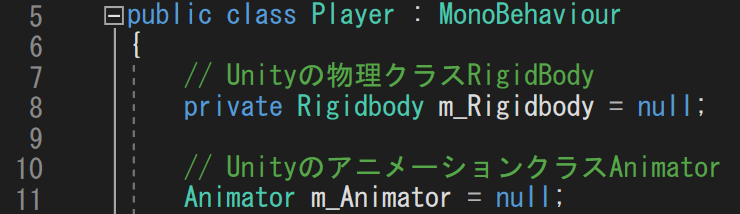 5 public class Player : MonoBehaviour
6 {
7 // Unityの物理クラスRigidBody
8 private Rigidbody m_Rigidbody = null;
9
10 // UnityのアニメーションクラスAnimator
11 Animator m_Animator = null;